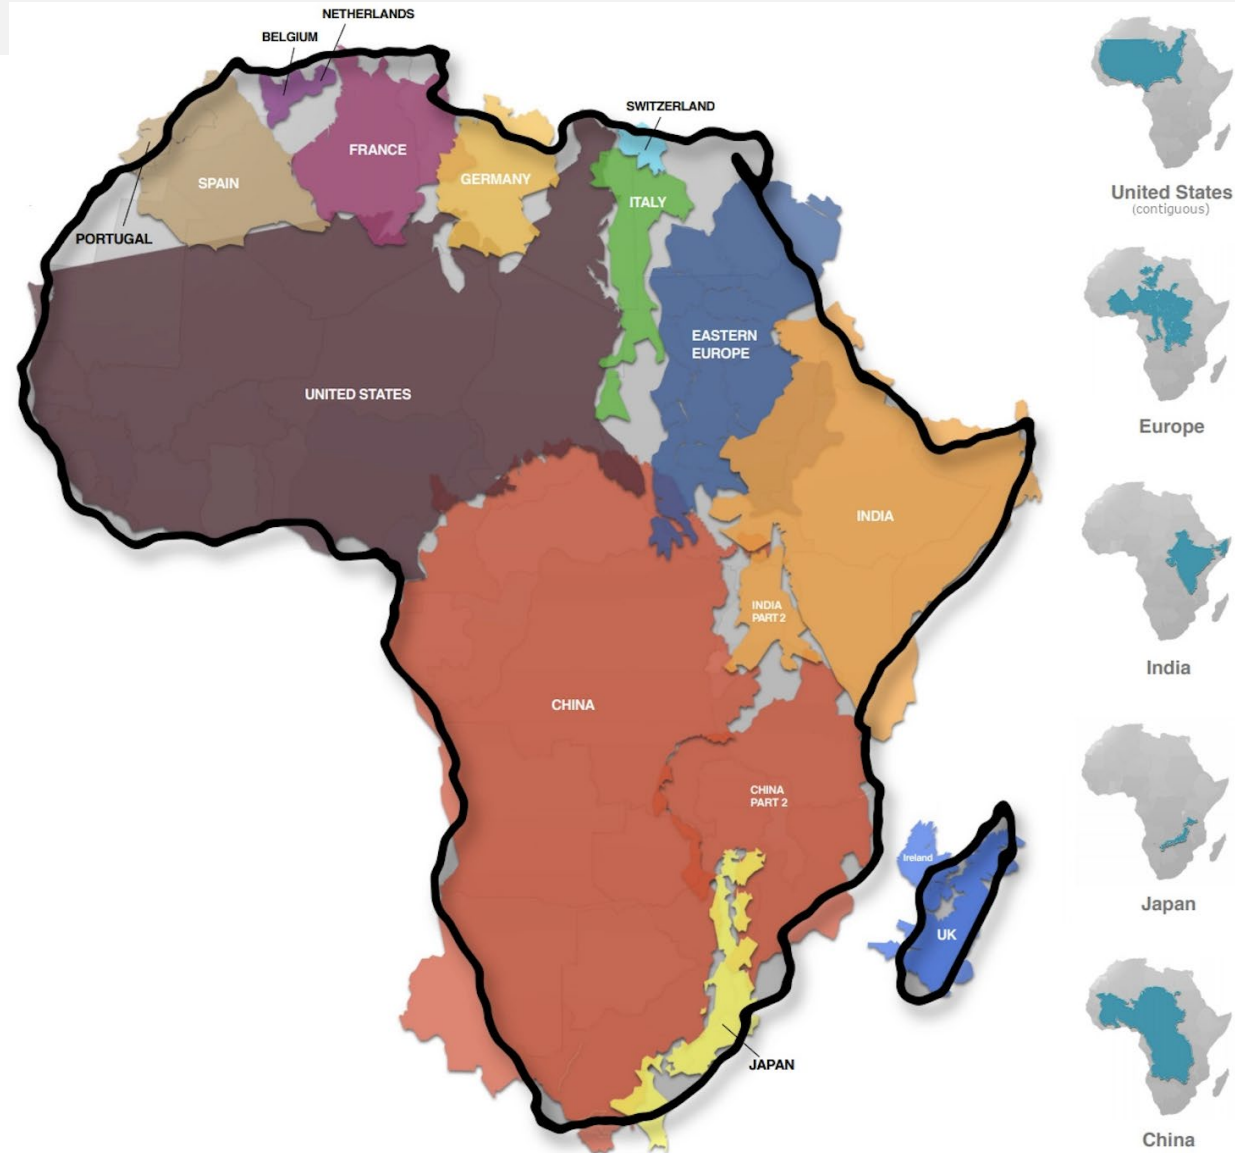 NETHERLANDS
BELGIUM
SWITZERLAND
FRANCE
GERMANY
SPAIN
ITALY
PORTUGAL
EASTERN
EUROPE
UNITED STATES
INDIA
INDIA
PART 2
CHINA
CHINA
PART 2
Ireland
UK
JAPAN
United States
(contiguous)
Europe
India
Japan
China